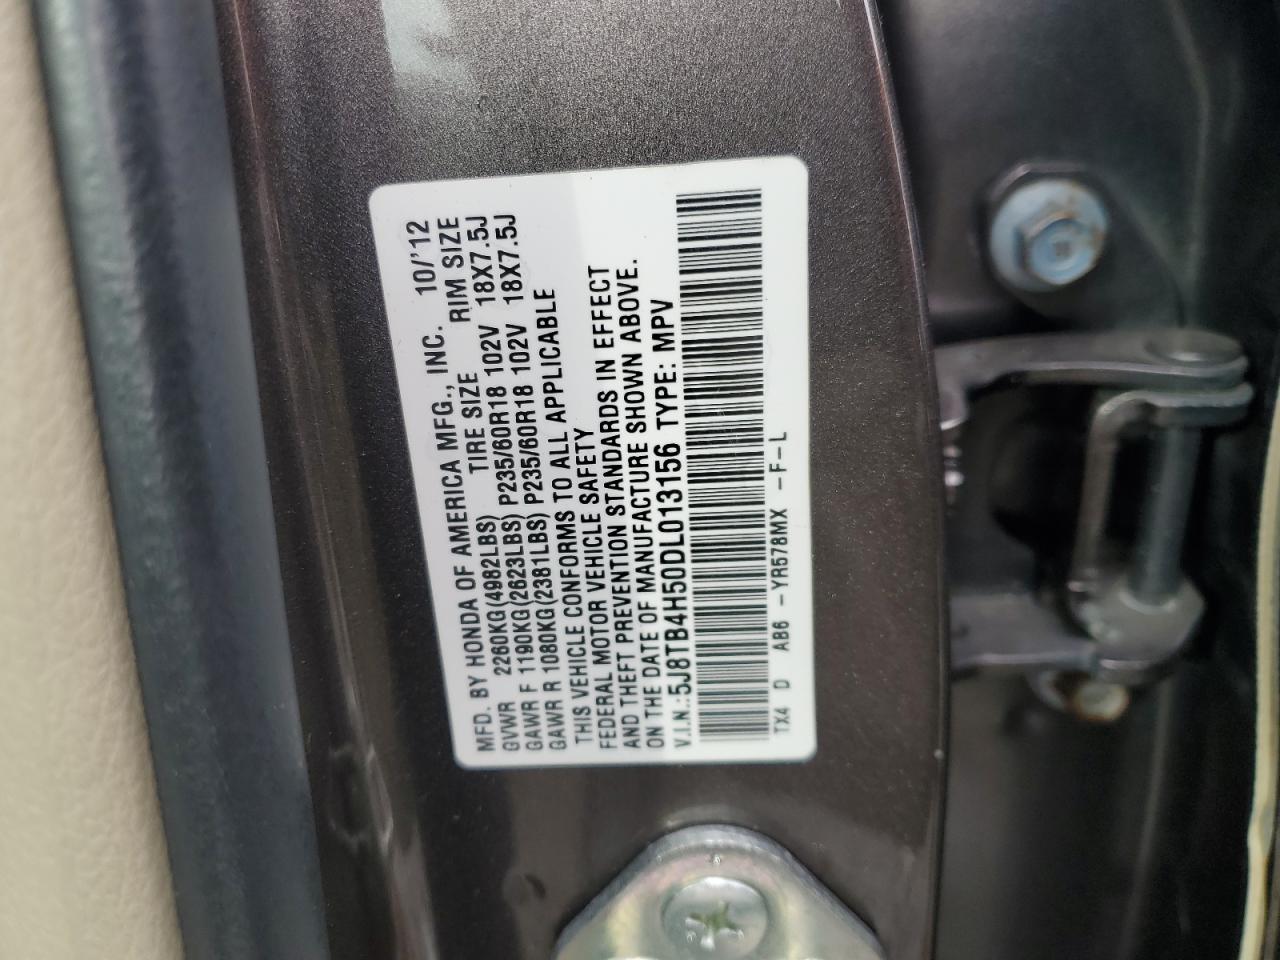 MFD. BY HONDA OF AMERICA MFG., INC. 10/'12
GVWR 2260KG(4982LBS) TIRE SIZE RIM SIZE
GAWR F 1190KG(2623LBS) P235/60R18 102V 18X7.5J
GAWR R 1080KG(2381LBS) P235/60R18 102V 18X7.5J
THIS VEHICLE CONFORMS TO ALL APPLICABLE
FEDERAL MOTOR VEHICLE SAFETY
AND THEFT PREVENTION STANDARDS IN EFFECT
ON THE DATE OF MANUFACTURE SHOWN ABOVE.
V.I.N.:5J8TB4H50DL013156 TYPE: MPV
TX4 D AB6 -YR578MX -F-L